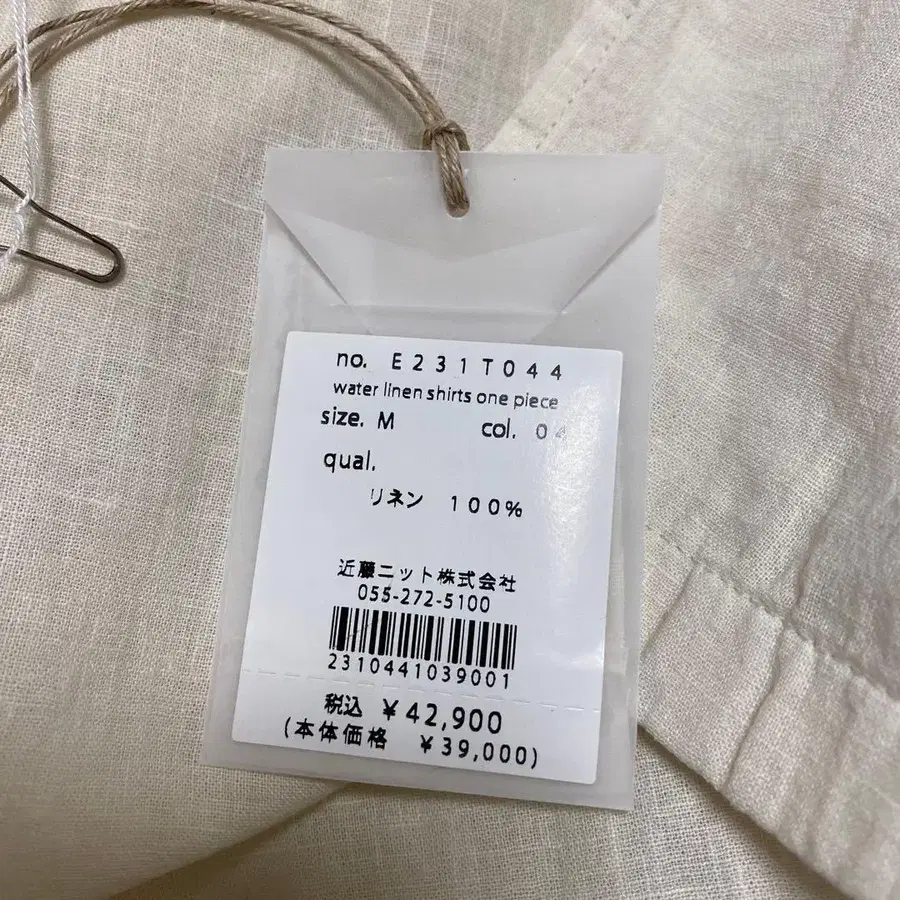 no. E231T044
water linen shirts one piece
size. M col. 04
qual.
リネン 100%
近藤ニット株式会社
055-272-5100
2310441039001
税込 ¥42,900
(本体価格 ¥39,000)